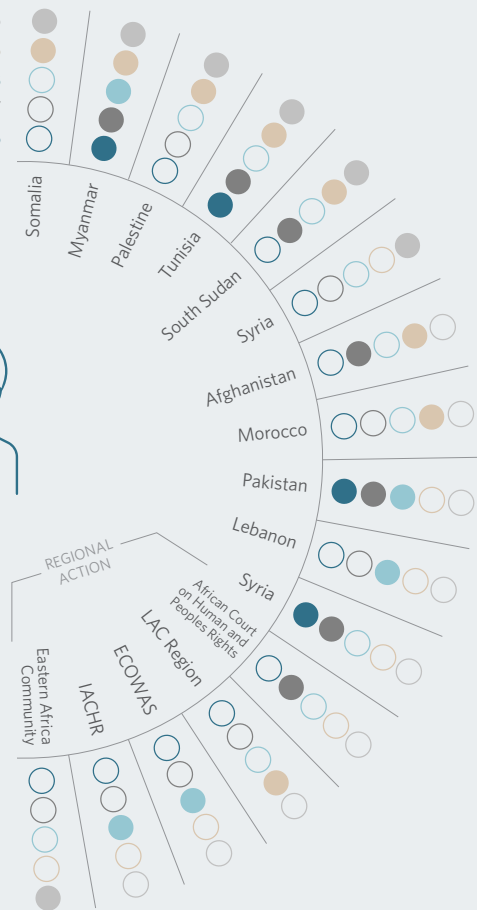 Somalia
Myanmar
Palestine
Tunisia
South Sudan
Syria
Afghanistan
Morocco
Pakistan
Lebanon
Syria
African Court
on Human and
Peoples Rights
LAC Region
ECOWAS
IACHR
Eastern Africa
Community
REGIONAL
ACTION